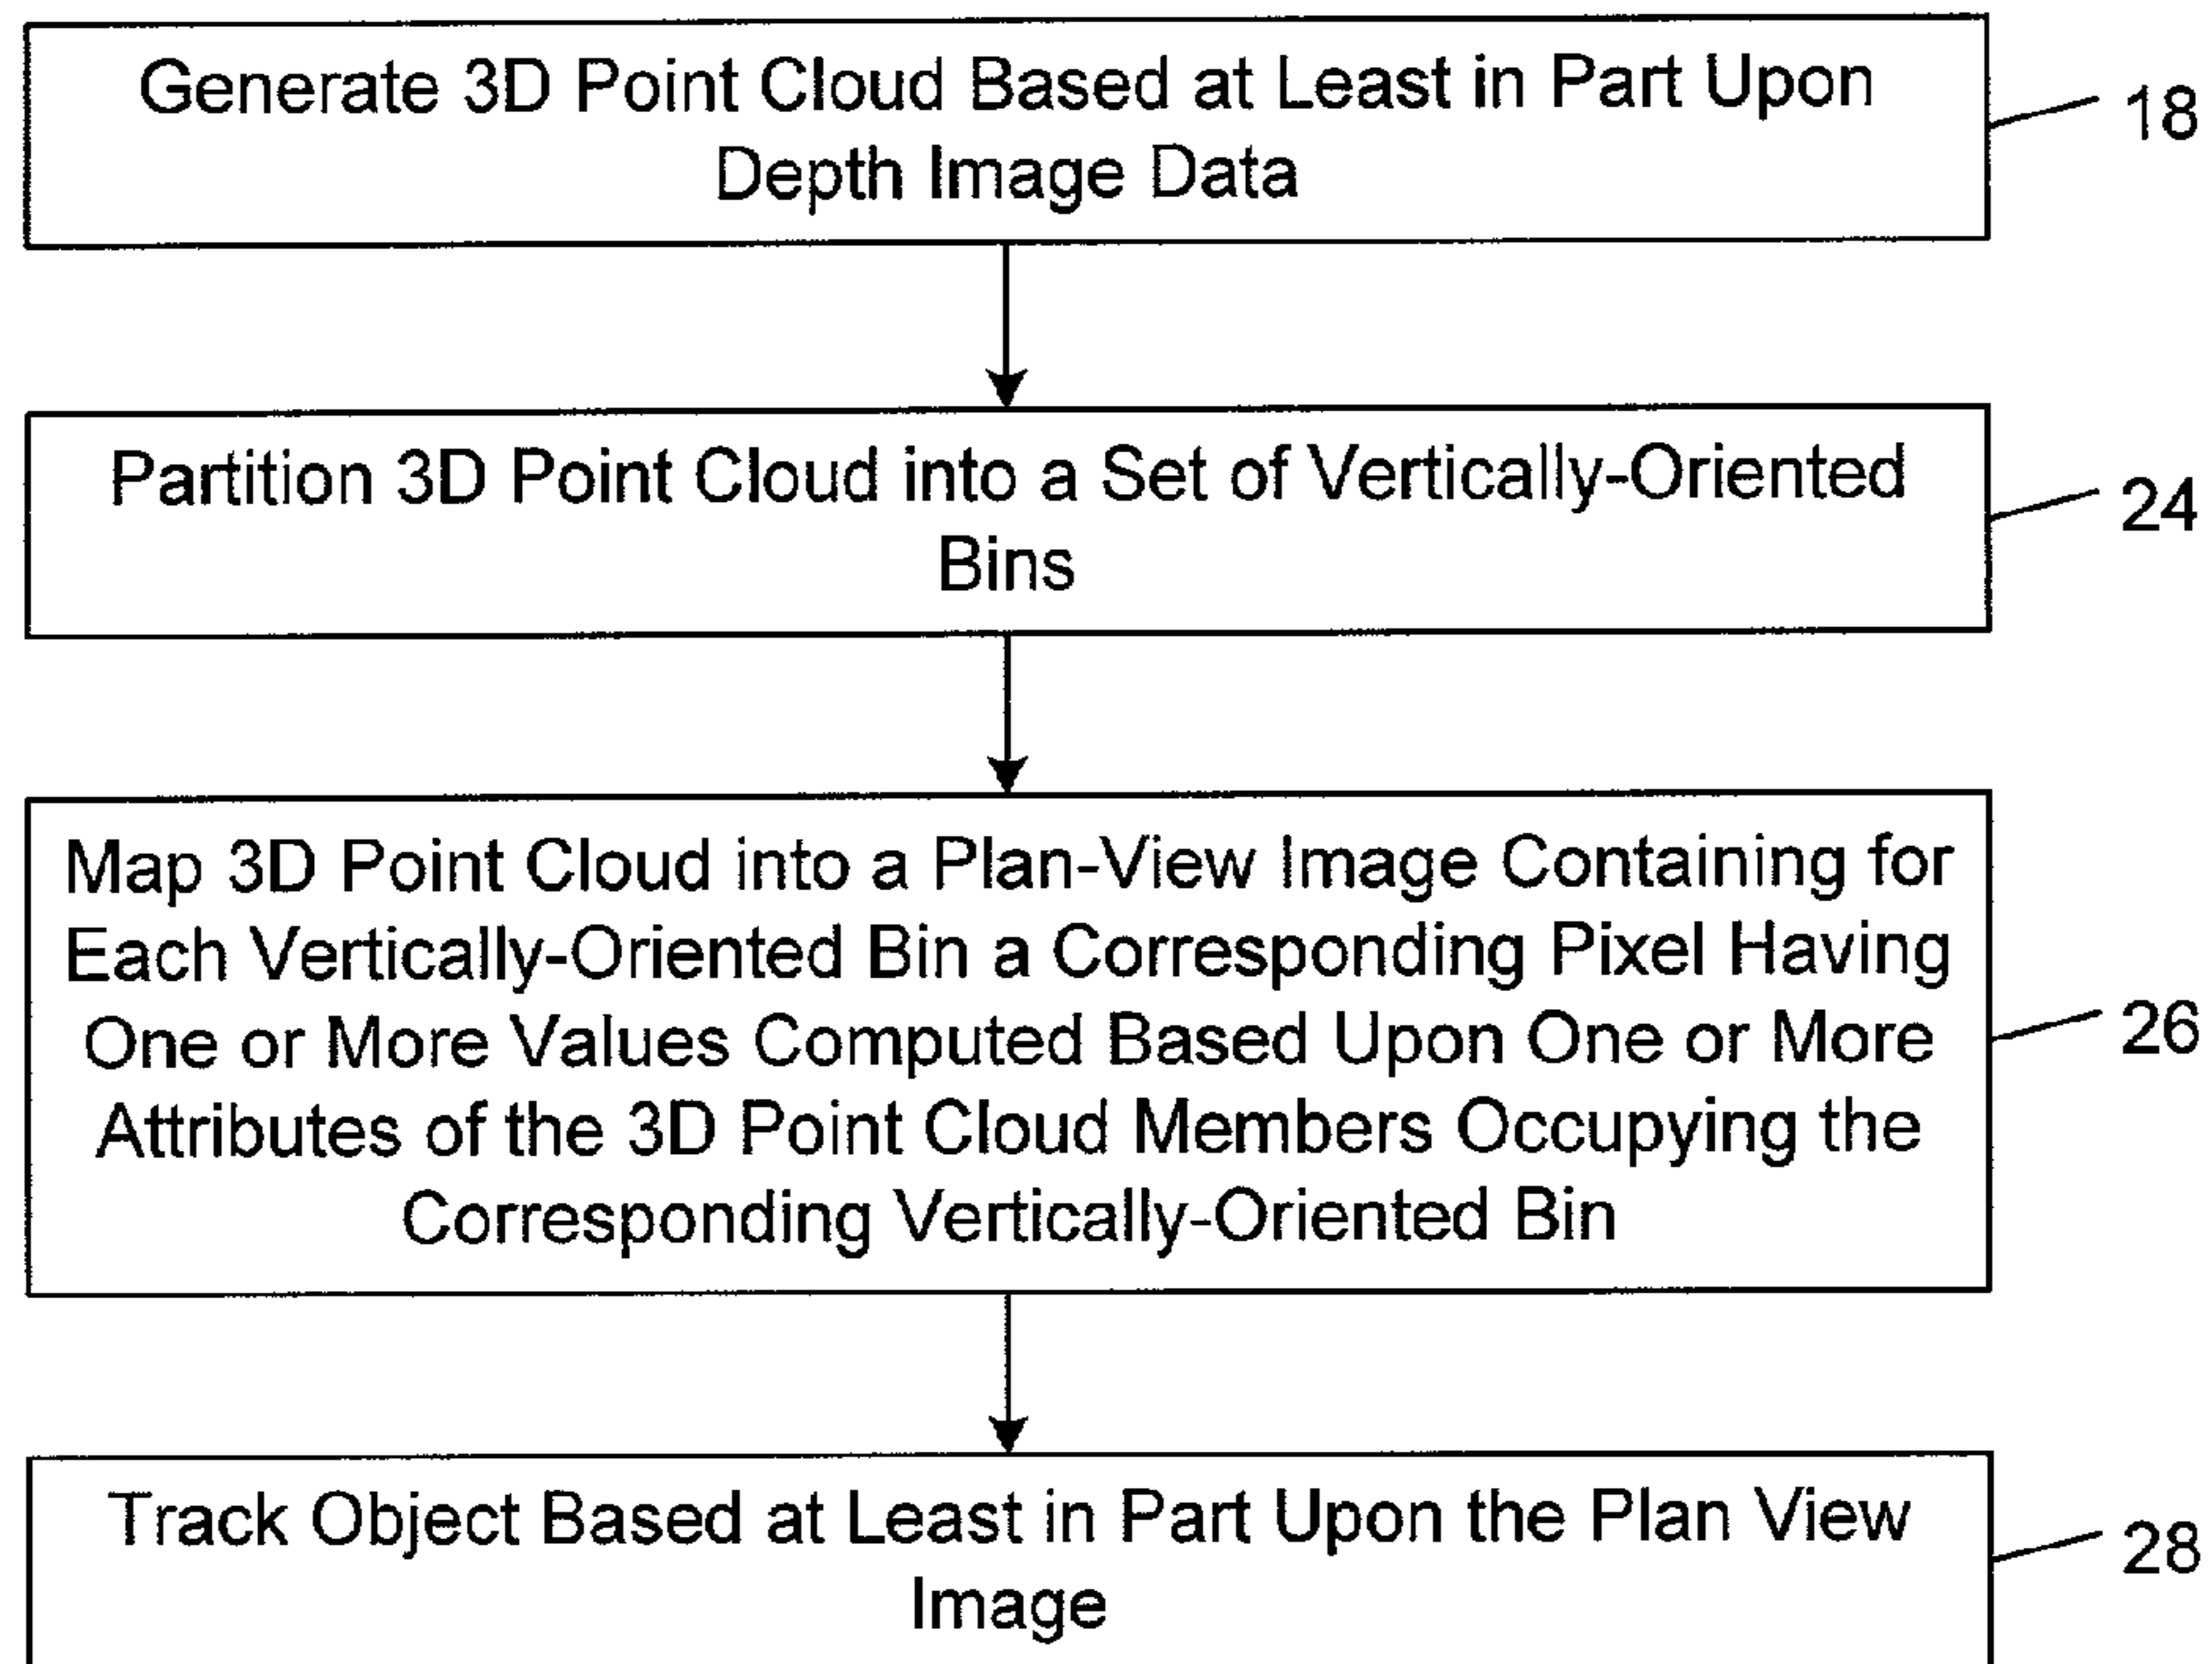 Generate 3D Point Cloud Based at Least in Part Upon
Depth Image Data
18
Partition 3D Point Cloud into a Set of Vertically-Oriented
Bins
24
Map 3D Point Cloud into a Plan-View Image Containing for
Each Vertically-Oriented Bin a Corresponding Pixel Having
One or More Values Computed Based Upon One or More
Attributes of the 3D Point Cloud Members Occupying the
Corresponding Vertically-Oriented Bin
26
Track Object Based at Least in Part Upon the Plan View
Image
28